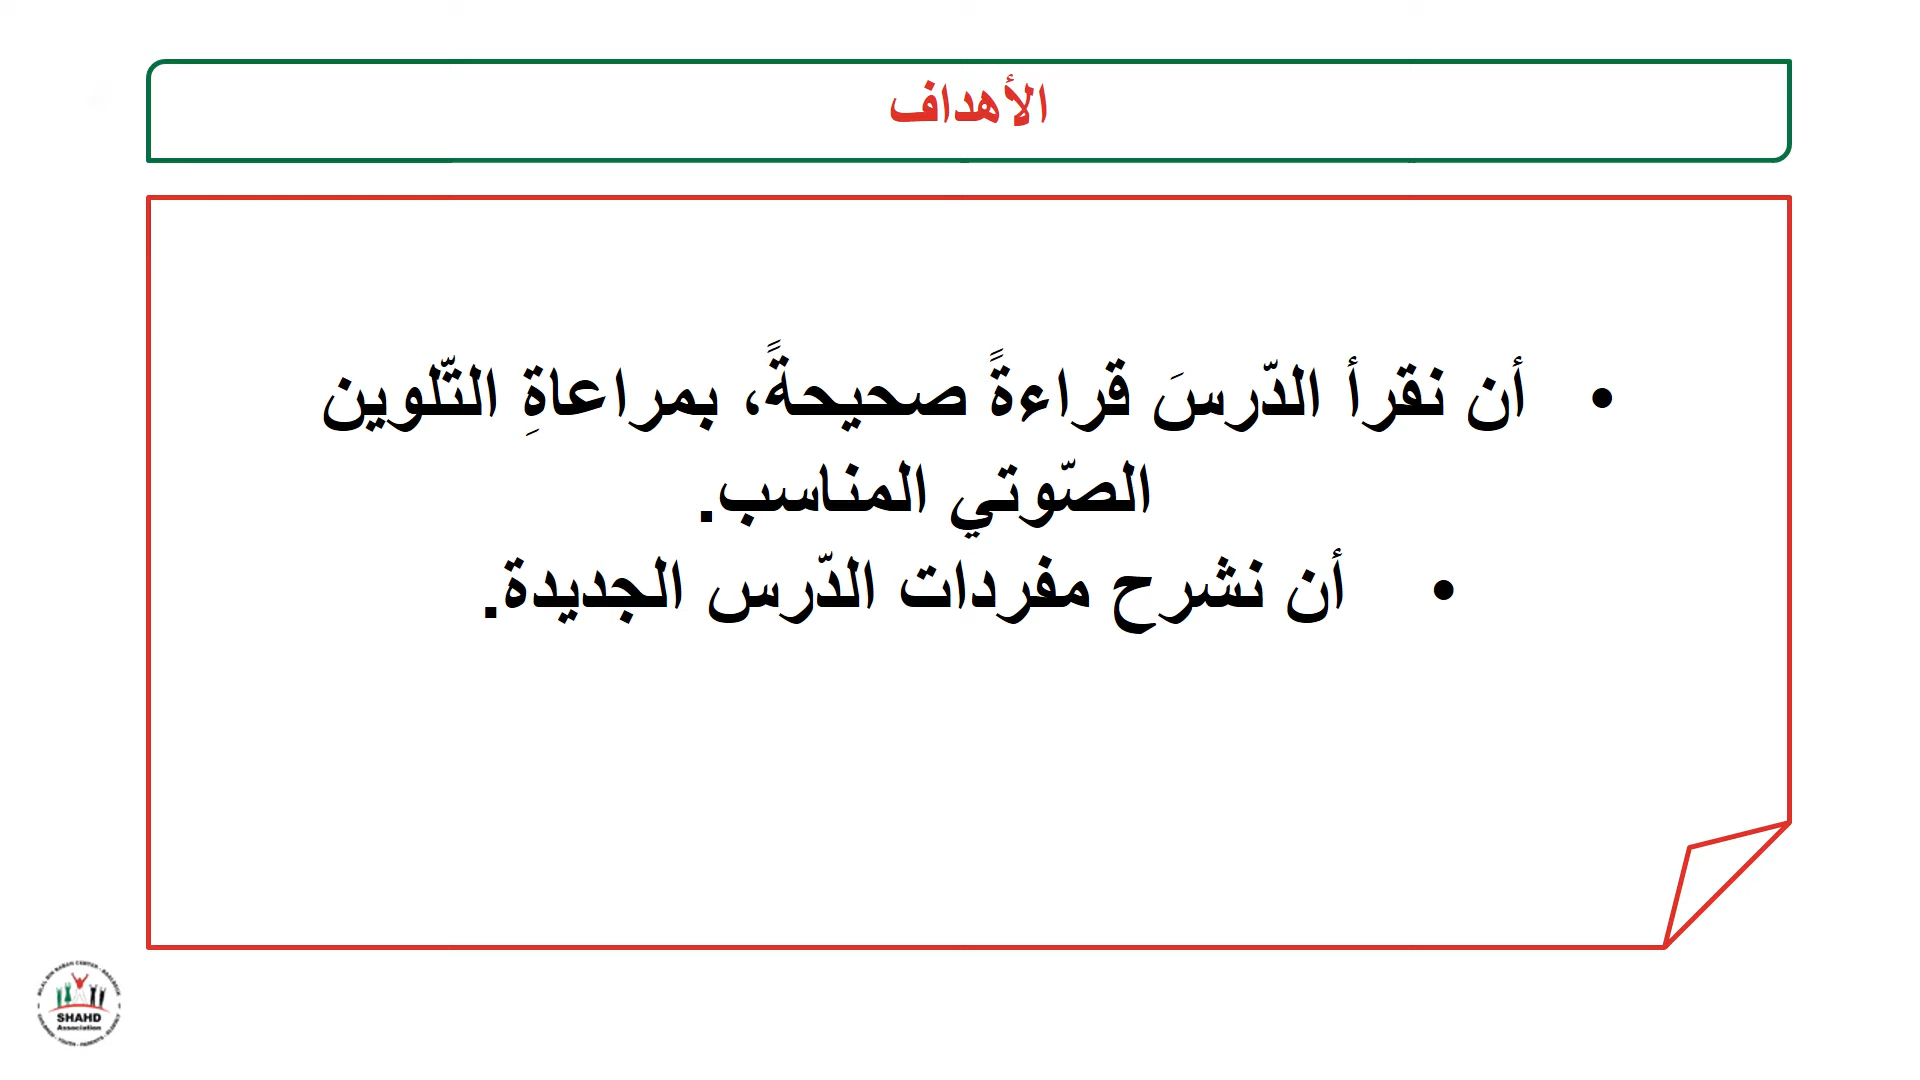 الأهداف
• أن نقرأ الدّرسَ قراءةً صحيحةً، بمراعاةِ التّلوين
الصّوتي المناسب.
• أن نشرح مفردات الدّرس الجديدة.
SHAHD
Association